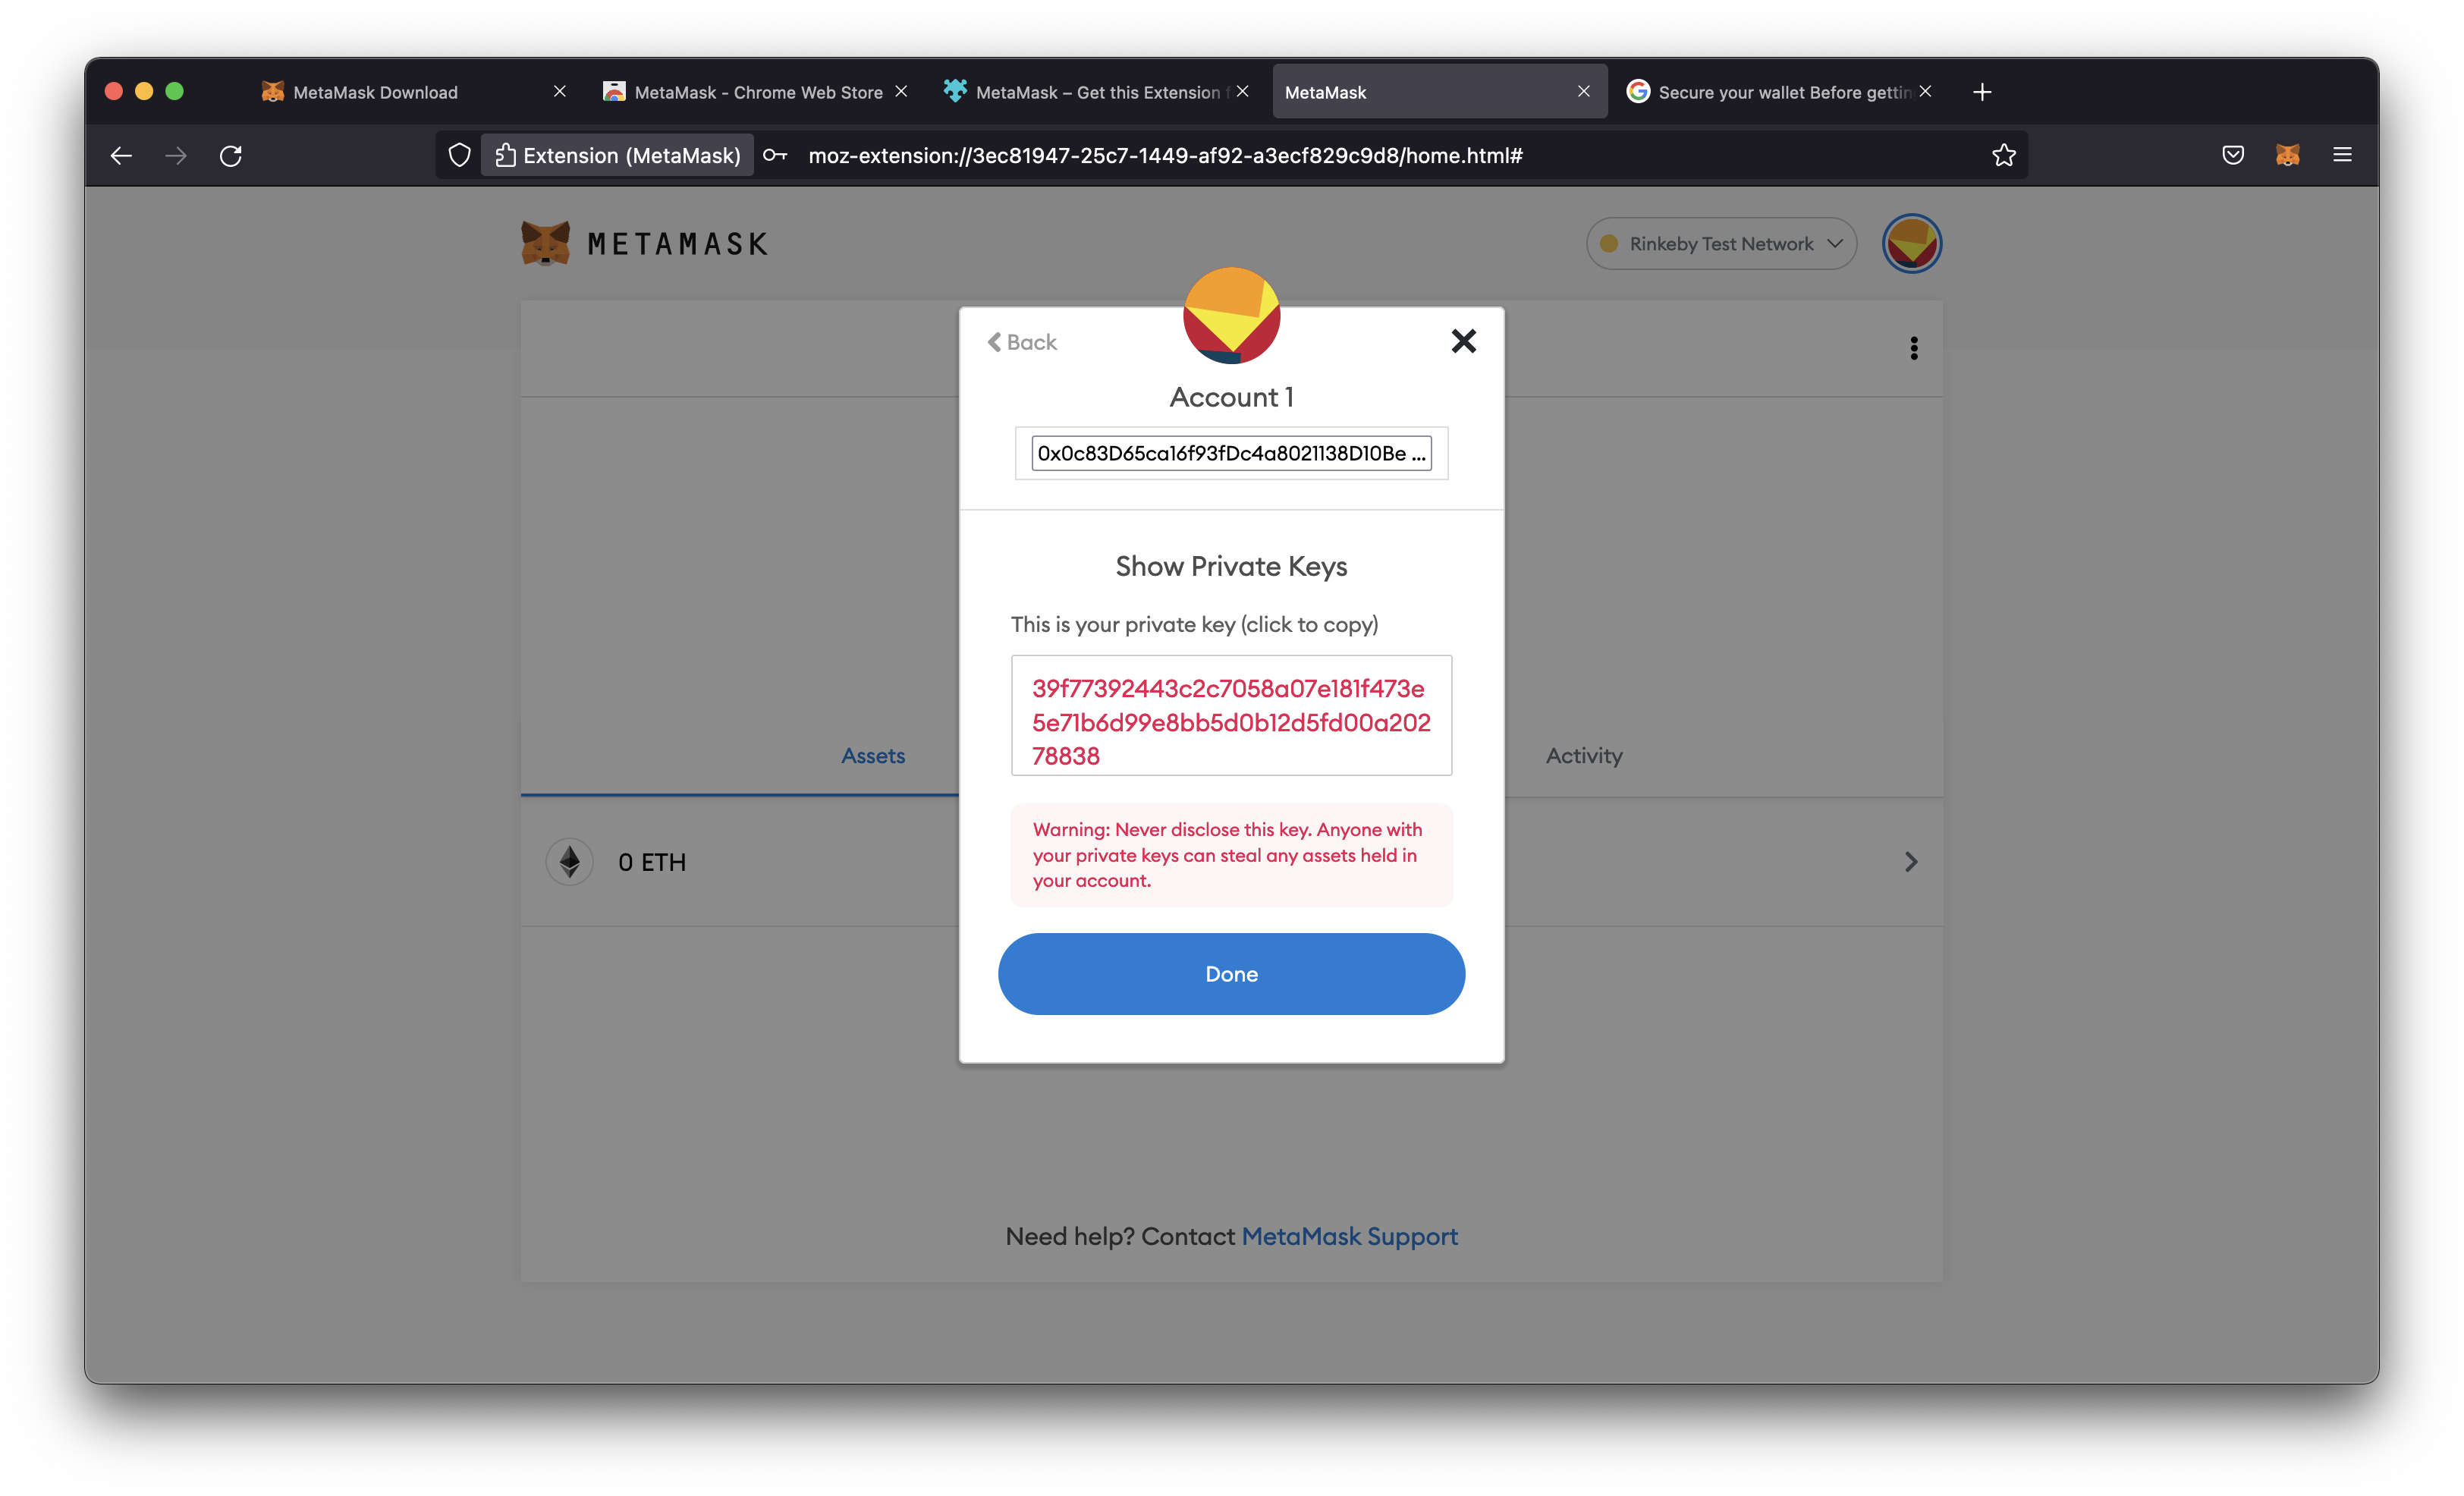 MetaMask Download
MetaMask - Chrome Web Store
MetaMask – Get this Extension f
MetaMask
Secure your wallet Before gettin
Extension (MetaMask)
moz-extension://3ec81947-25c7-1449-af92-a3ecf829c9d8/home.html#
METAMASK
Rinkeby Test Network
Back
Account 1
0x0c83D65ca16f93fDc4a8021138D10Be ...
Show Private Keys
This is your private key (click to copy)
39f77392443c2c7058a07e181f473e
5e71b6d99e8bb5d0b12d5fd00a202
78838
Assets
Activity
Warning: Never disclose this key. Anyone with
your private keys can steal any assets held in
your account.
0 ETH
Done
Need help? Contact MetaMask Support